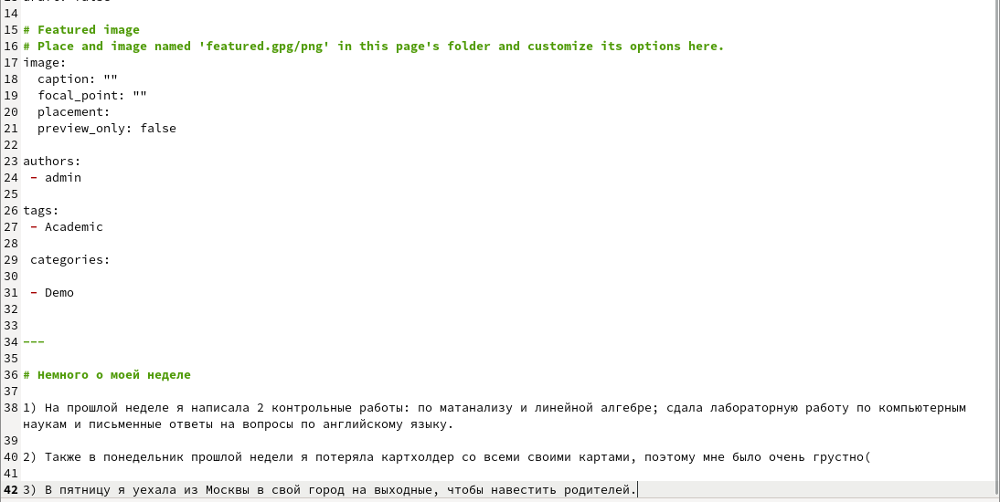 14
15 # Featured image
16 # Place and image named 'featured.gpg/png' in this page's folder and customize its options here.
17 image:
18   caption: ""
19   focal_point: ""
20   placement:
21   preview_only: false
22
23 authors:
24  - admin
25
26 tags:
27  - Academic
28
29  categories:
30
31  - Demo
32
33
34 ---
35
36 # Немного о моей неделе
37
38 1) На прошлой неделе я написала 2 контрольные работы: по матанализу и линейной алгебре; сдала лабораторную работу по компьютерным
наукам и письменные ответы на вопросы по английскому языку.
39
40 2) Также в понедельник прошлой недели я потеряла картхолдер со всеми своими картами, поэтому мне было очень грустно(
41
42 3) В пятницу я уехала из Москвы в свой город на выходные, чтобы навестить родителей.